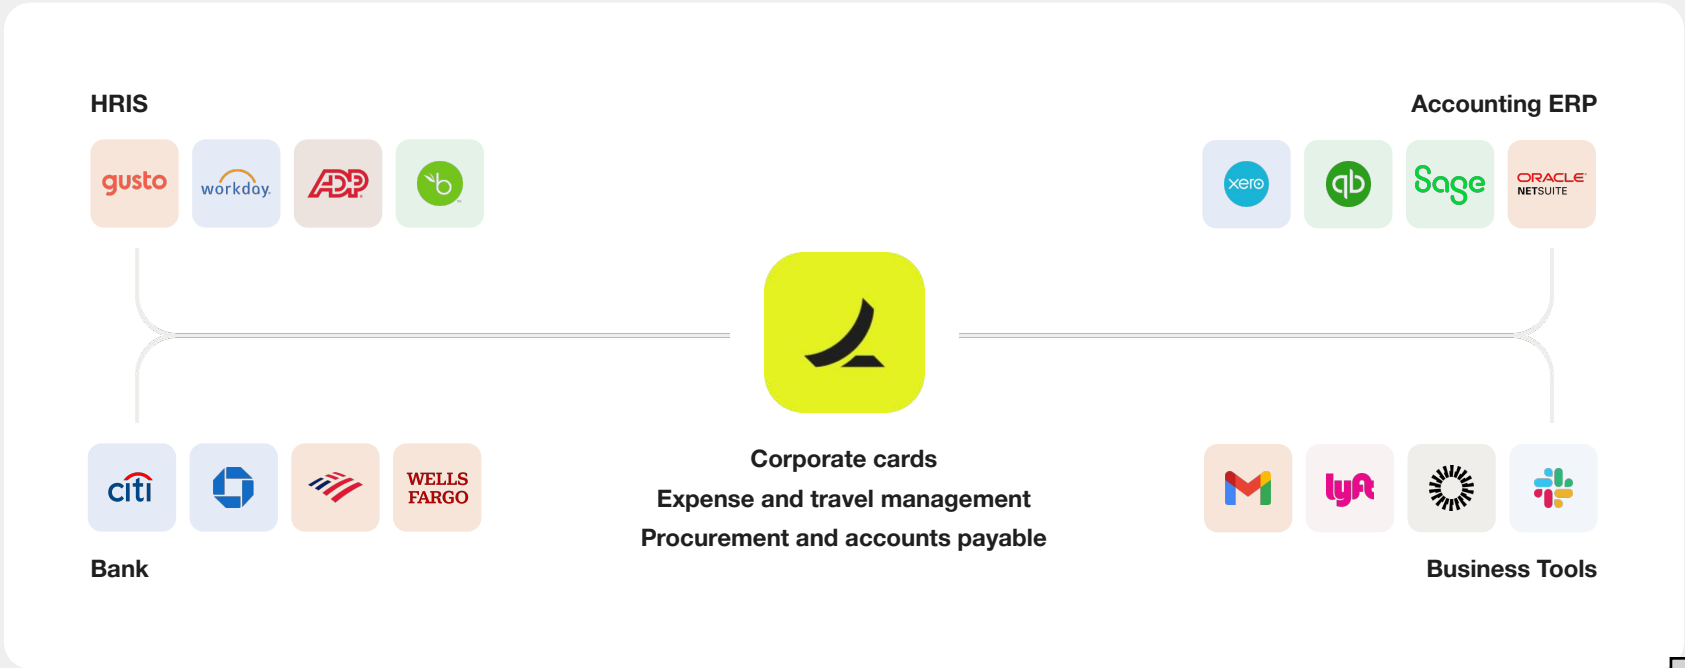 HRIS
Accounting ERP
gusto
workday.
ADP
b
xero
qb
Sage
ORACLE
NETSUITE
Corporate cards
Expense and travel management
Procurement and accounts payable
citi
WELLS
FARGO
lyft
Bank
Business Tools